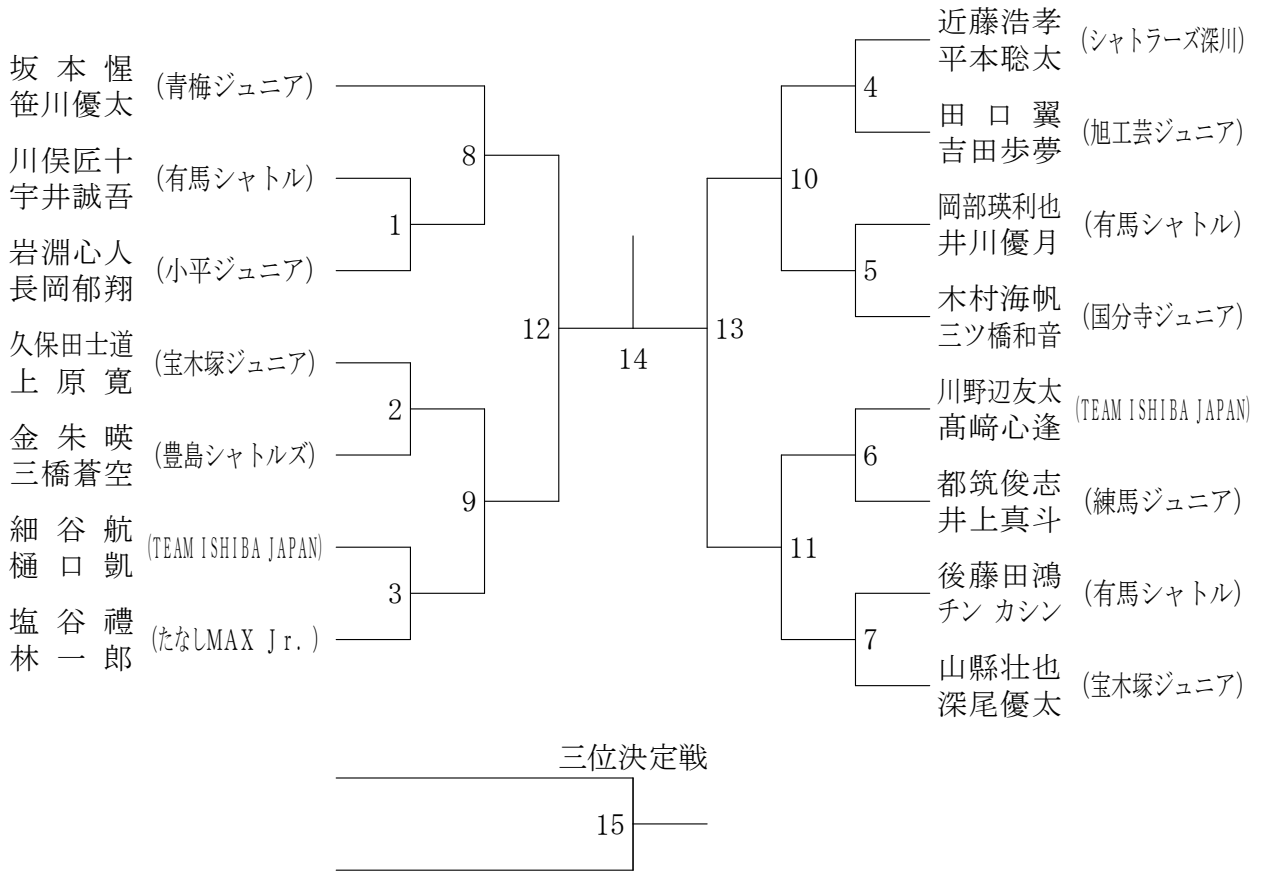 坂本惺
笹川優太
(青梅ジュニア)
川俣匠十
宇井誠吾
(有馬シャトル)
岩淵心人
長岡郁翔
(小平ジュニア)
久保田士道
上原寛
(宝木塚ジュニア)
金朱暎
三橋蒼空
(豊島シャトルズ)
細谷航
樋口凱
(TEAM ISHIBA JAPAN)
塩谷禮
林一郎
(たなしMAX Jr.)
8
1
2
9
3
12
14
13
10
11
4
5
6
7
近藤浩孝
平本聡太
(シャトラーズ深川)
田口翼
吉田歩夢
(旭工芸ジュニア)
岡部瑛利也
井川優月
(有馬シャトル)
木村海帆
三ツ橋和音
(国分寺ジュニア)
川野辺友太
髙﨑心逢
(TEAM ISHIBA JAPAN)
都筑俊志
井上真斗
(練馬ジュニア)
後藤田鴻
チン カシン
(有馬シャトル)
山縣壮也
深尾優太
(宝木塚ジュニア)
三位決定戦
15